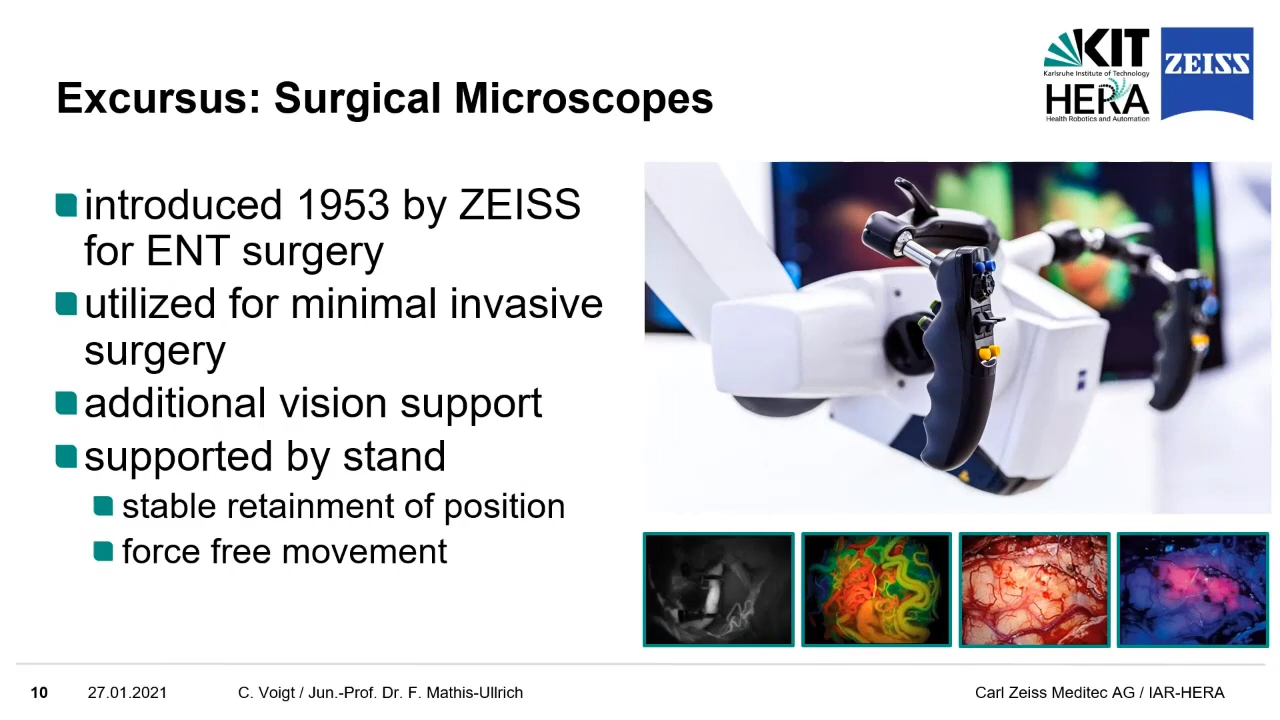 KIT
Karlsruhe Institute of Technology
HERA
Health Robotics and Automation
ZEISS
Excursus: Surgical Microscopes
introduced 1953 by ZEISS
for ENT surgery
utilized for minimal invasive
surgery
additional vision support
supported by stand
stable retainment of position
force free movement
10
27.01.2021
C. Voigt / Jun.-Prof. Dr. F. Mathis-Ullrich
Carl Zeiss Meditec AG / IAR-HERA